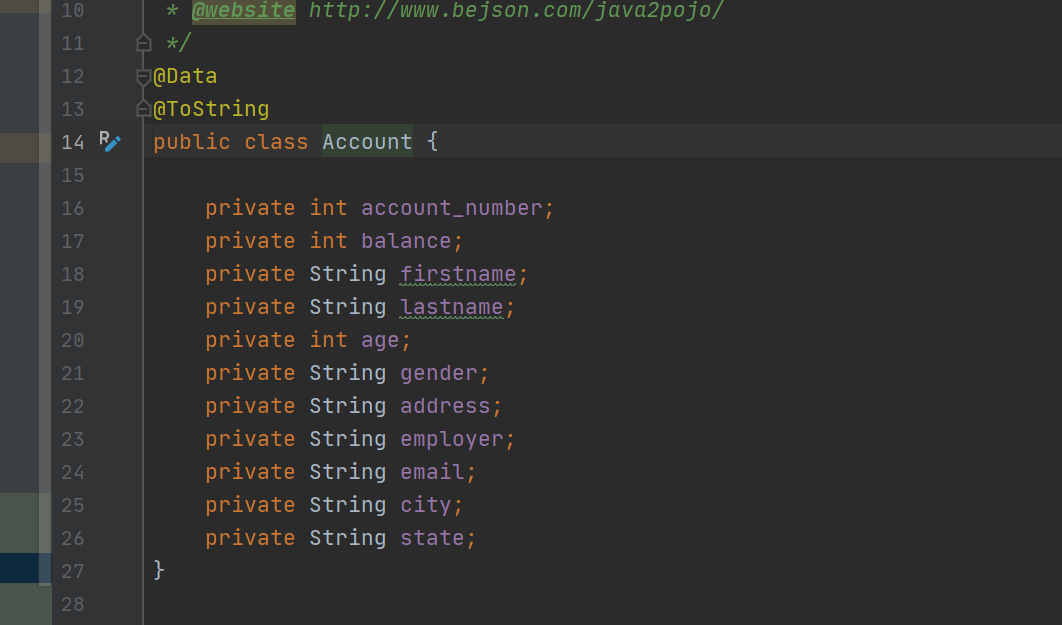 10 * @website http://www.bejson.com/java2pojo/
11 */
12 @Data
13 @ToString
14 R public class Account {
15
16 private int account_number;
17 private int balance;
18 private String firstname;
19 private String lastname;
20 private int age;
21 private String gender;
22 private String address;
23 private String employer;
24 private String email;
25 private String city;
26 private String state;
27 }
28